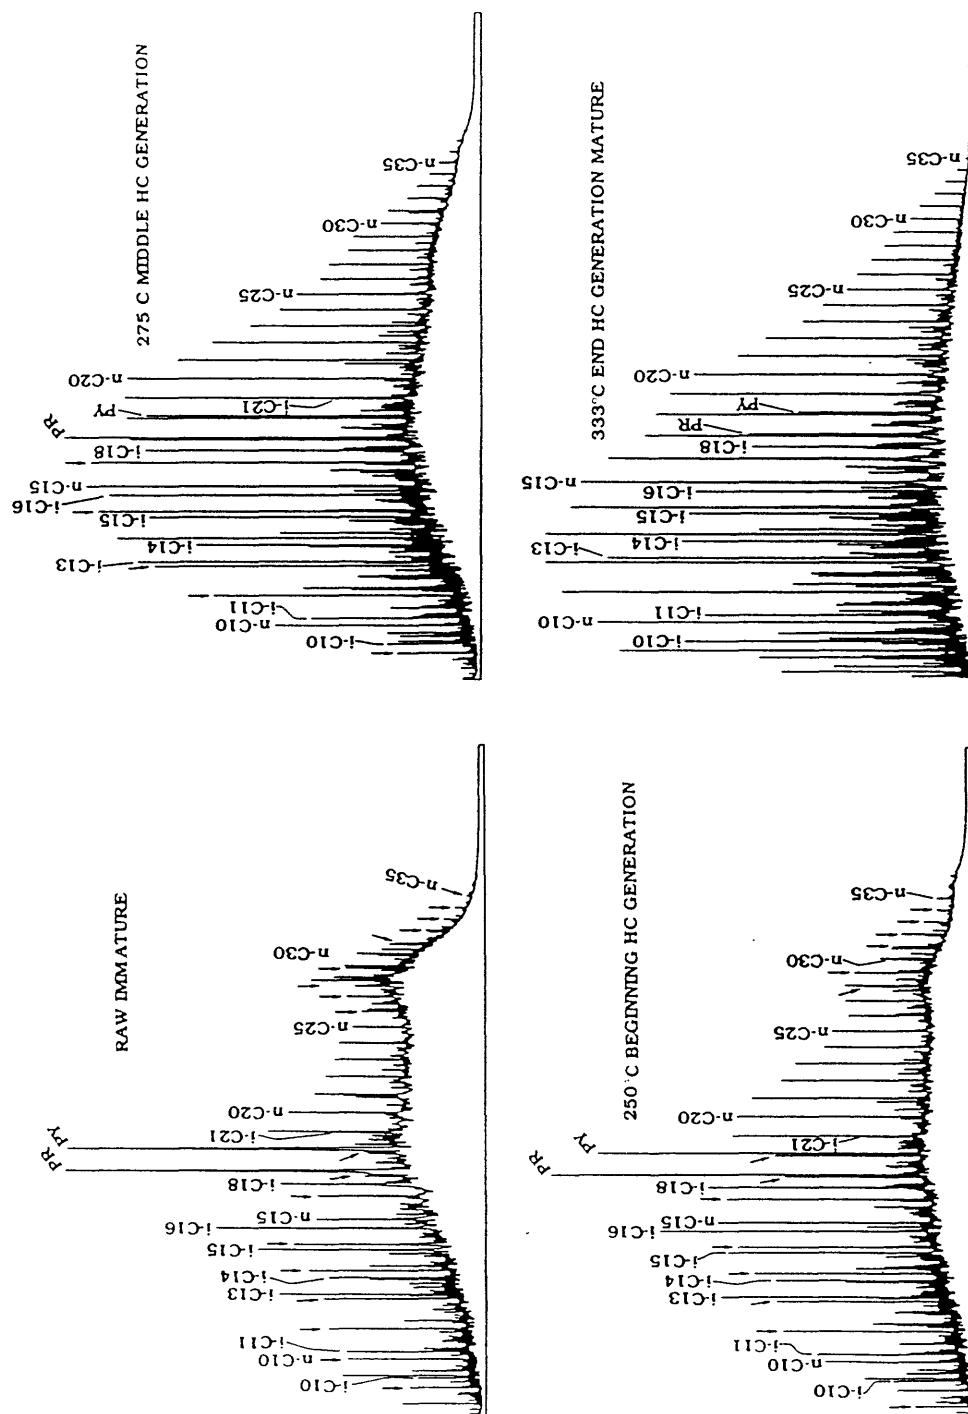 RAW IMMATURE
i-C10
n-C10
i-C11
i-C13
i-C14
i-C15
i-C16
n-C15
i-C18
PR
PY
i-C21
n-C20
n-C25
n-C30
n-C35
275 C MIDDLE HC GENERATION
i-C10
n-C10
i-C11
i-C13
i-C14
i-C15
i-C16
n-C15
i-C18
PR
PY
i-C21
n-C20
n-C25
n-C30
n-C35
250°C BEGINNING HC GENERATION
i-C10
n-C10
i-C11
i-C13
i-C14
i-C15
i-C16
n-C15
i-C18
PR
PY
i-C21
n-C20
n-C25
n-C30
n-C35
333°C END HC GENERATION MATURE
i-C10
n-C10
i-C11
i-C13
i-C14
i-C15
i-C16
n-C15
i-C18
PR
PY
n-C20
n-C25
n-C30
n-C35